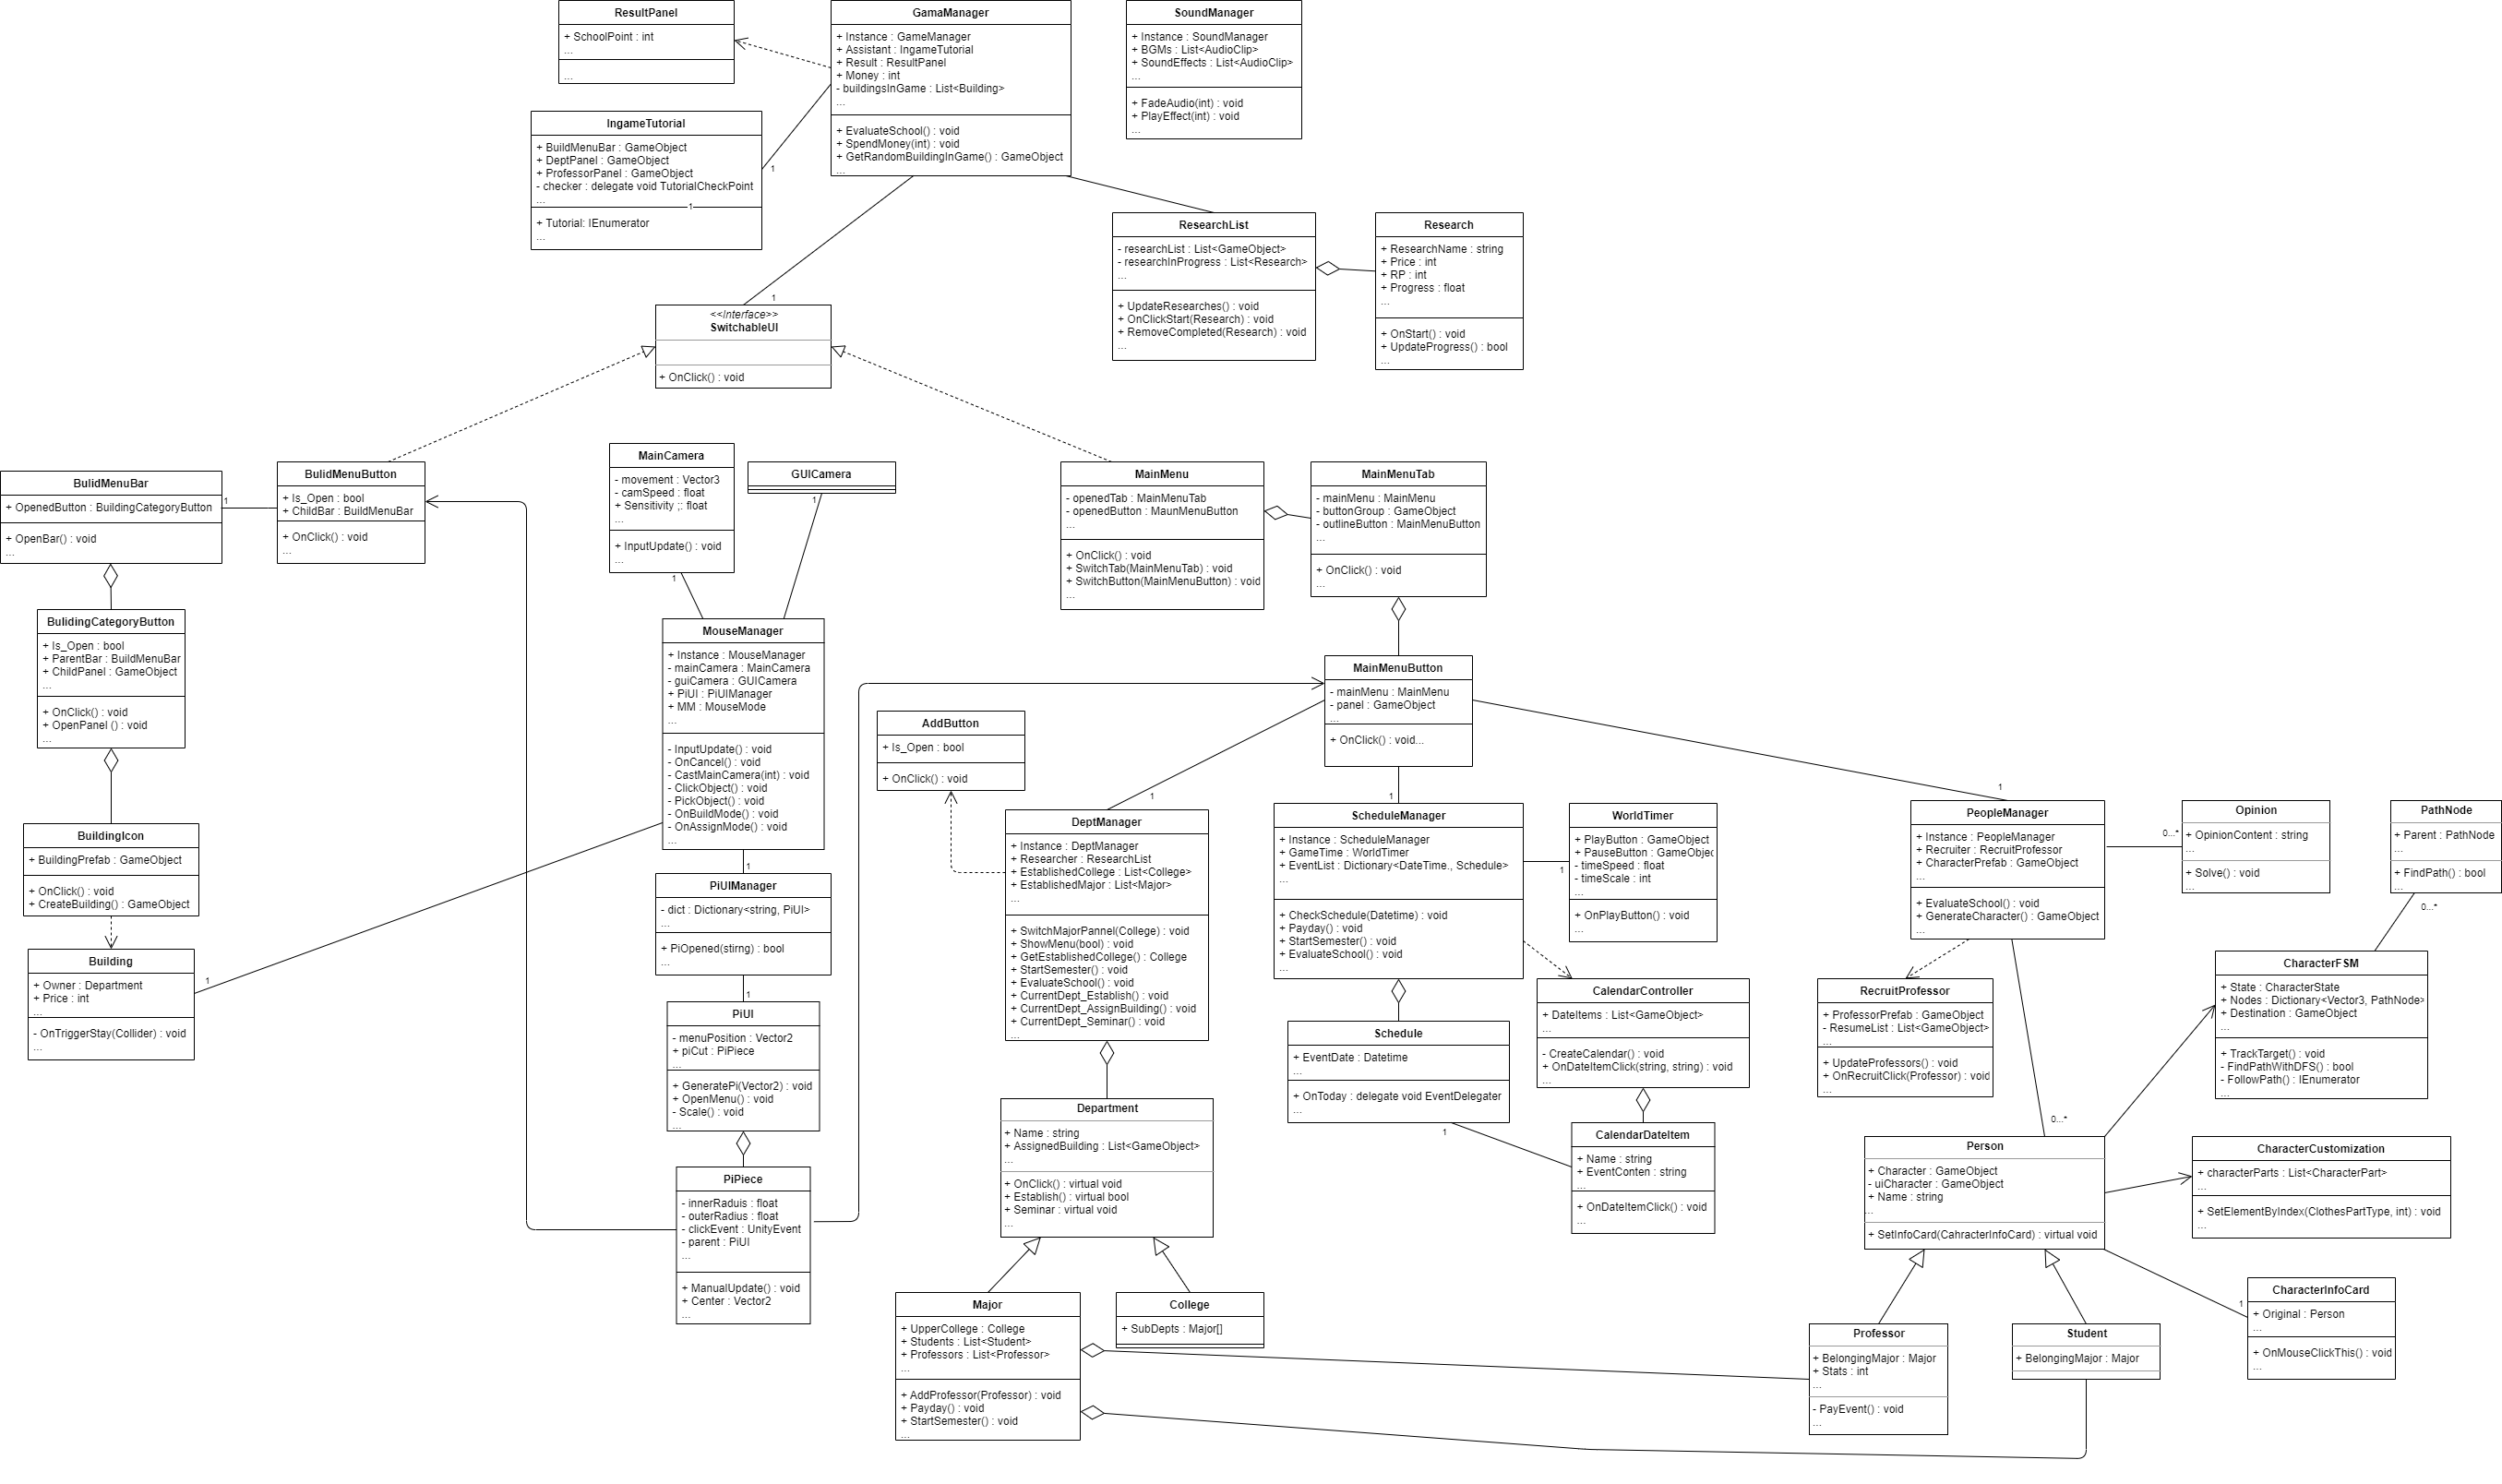 ResultPanel
+ SchoolPoint : int
...
...
GamaManager
+ Instance : GameManager
+ Assistant : IngameTutorial
+ Result : ResultPanel
+ Money : int
- buildingsInGame : List<Building>
...
+ EvaluateSchool() : void
+ SpendMoney(int) : void
+ GetRandomBuildingInGame() : GameObject
...
SoundManager
+ Instance : SoundManager
+ BGMs : List<AudioClip>
+ SoundEffects : List<AudioClip>
...
+ FadeAudio(int) : void
+ PlayEffect(int) : void
...
IngameTutorial
+ BuildMenuBar : GameObject
+ DeptPanel : GameObject
+ ProfessorPanel : GameObject
- checker : delegate void TutorialCheckPoint
...
1
+ Tutorial: IEnumerator
...
1
ResearchList
- researchList : List<GameObject>
- researchInProgress : List<Research>
...
+ UpdateResearches() : void
+ OnClickStart(Research) : void
+ RemoveCompleted(Research) : void
...
Research
+ ResearchName : string
+ Price : int
+ RP : int
+ Progress : float
...
+ OnStart() : void
+ UpdateProgress() : bool
...
1
<<Interface>>
SwitchableUI
+ OnClick() : void
BulidMenuBar
+ OpenedButton : BuildingCategoryButton
+ OpenBar() : void
...
1
BulidMenuButton
+ Is_Open : bool
+ ChildBar : BuildMenuBar
+ OnClick() : void
...
MainCamera
- movement : Vector3
- camSpeed : float
+ Sensitivity ;: float
...
+ InputUpdate() : void
...
1
GUICamera
1
MainMenu
- openedTab : MainMenuTab
- openedButton : MaunMenuButton
...
+ OnClick() : void
+ SwitchTab(MainMenuTab) : void
+ SwitchButton(MainMenuButton) : void
...
MainMenuTab
- mainMenu : MainMenu
- buttonGroup : GameObject
- outlineButton : MainMenuButton
...
+ OnClick() : void
...
BulidingCategoryButton
+ Is_Open : bool
+ ParentBar : BuildMenuBar
+ ChildPanel : GameObject
...
+ OnClick() : void
+ OpenPanel () : void
...
MouseManager
+ Instance : MouseManager
- mainCamera : MainCamera
- guiCamera : GUICamera
+ PiUI : PiUIManager
+ MM : MouseMode
...
- InputUpdate() : void
- OnCancel() : void
- CastMainCamera(int) : void
- ClickObject() : void
- PickObject() : void
- OnBuildMode() : void
- OnAssignMode() : void
...
MainMenuButton
- mainMenu : MainMenu
- panel : GameObject
...
+ OnClick() : void...
AddButton
+ Is_Open : bool
+ OnClick() : void
BuildingIcon
+ BuildingPrefab : GameObject
+ OnClick() : void
+ CreateBuilding() : GameObject
Building
+ Owner : Department
+ Price : int
...
- OnTriggerStay(Collider) : void
...
1
1
PiUIManager
- dict : Dictionary<string, PiUI>
...
+ PiOpened(stirng) : bool
...
1
PiUI
- menuPosition : Vector2
+ piCut : PiPiece
...
+ GeneratePi(Vector2) : void
+ OpenMenu() : void
- Scale() : void
...
PiPiece
- innerRaduis : float
- outerRadius : float
- clickEvent : UnityEvent
- parent : PiUI
...
+ ManualUpdate() : void
+ Center : Vector2
...
1
DeptManager
+ Instance : DeptManager
+ Researcher : ResearchList
+ EstablishedCollege : List<College>
+ EstablishedMajor : List<Major>
...
+ SwitchMajorPannel(College) : void
+ ShowMenu(bool) : void
+ GetEstablishedCollege() : College
+ StartSemester() : void
+ EvaluateSchool() : void
+ CurrentDept_Establish() : void
+ CurrentDept_AssignBuilding() : void
+ CurrentDept_Seminar() : void
...
1
ScheduleManager
+ Instance : ScheduleManager
+ GameTime : WorldTimer
+ EventList : Dictionary<DateTime., Schedule>
...
+ CheckSchedule(Datetime) : void
+ Payday() : void
+ StartSemester() : void
+ EvaluateSchool() : void
...
1
WorldTimer
+ PlayButton : GameObject
+ PauseButton : GameObjec
- timeSpeed : float
- timeScale : int
...
+ OnPlayButton() : void
...
1
PeopleManager
+ Instance : PeopleManager
+ Recruiter : RecruitProfessor
+ CharacterPrefab : GameObject
...
+ EvaluateSchool() : void
+ GenerateCharacter() : GameObject
...
0...*
Opinion
+ OpinionContent : string
...
+ Solve() : void
...
PathNode
+ Parent : PathNode
...
+ FindPath() : bool
...
0...*
CalendarController
+ DateItems : List<GameObject>
...
- CreateCalendar() : void
+ OnDateItemClick(string, string) : void
...
RecruitProfessor
+ ProfessorPrefab : GameObject
- ResumeList : List<GameObject>
...
+ UpdateProfessors() : void
+ OnRecruitClick(Professor) : void
...
CharacterFSM
+ State : CharacterState
+ Nodes : Dictionary<Vector3, PathNode>
+ Destination : GameObject
...
+ TrackTarget() : void
- FindPathWithDFS() : bool
- FollowPath() : IEnumerator
...
Schedule
+ EventDate : Datetime
...
+ OnToday : delegate void EventDelegater
...
1
CalendarDateItem
+ Name : string
+ EventConten : string
...
+ OnDateItemClick() : void
...
Department
+ Name : string
+ AssignedBuilding : List<GameObject>
...
+ OnClick() : virtual void
+ Establish() : virtual bool
+ Seminar : virtual void
...
0...*
Person
+ Character : GameObject
- uiCharacter : GameObject
+ Name : string
...
+ SetInfoCard(CahracterInfoCard) : virtual void
CharacterCustomization
+ characterParts : List<CharacterPart>
...
+ SetElementByIndex(ClothesPartType, int) : void
...
Major
+ UpperCollege : College
+ Students : List<Student>
+ Professors : List<Professor>
...
+ AddProfessor(Professor) : void
+ Payday() : void
+ StartSemester() : void
...
College
+ SubDepts : Major[]
Professor
+ BelongingMajor : Major
+ Stats : int
...
- PayEvent() : void
...
Student
+ BelongingMajor : Major
1
CharacterInfoCard
+ Original : Person
...
+ OnMouseClickThis() : void
...